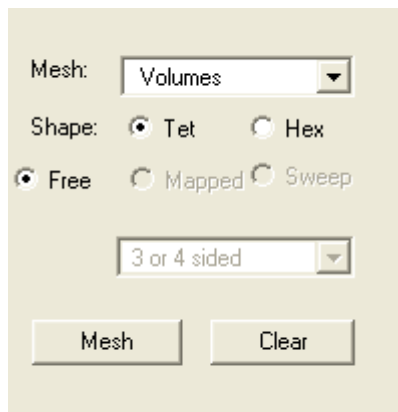 Mesh: Volumes
Shape: Tet Hex
Free Mapped Sweep
3 or 4 sided
Mesh Clear